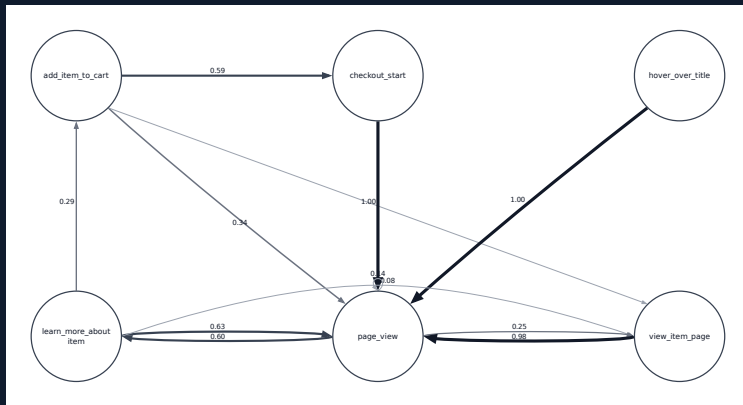 add_item_to_cart
0.59
checkout_start
hover_over_title
0.29
1.00
1.00
0.34
0.08
learn_more_about
item
0.63
0.60
page_view
0.25
0.98
view_item_page